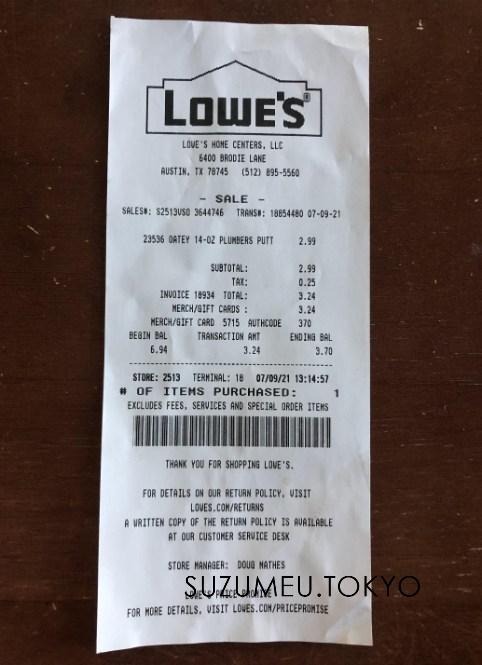 LOWE'S®
LOWE'S HOME CENTERS, LLC
6400 BRODIE LANE
AUSTIN, TX 78745 (512) 895-5560
- SALE -
SALES#: S2513VS0 3644746 TRANS#: 18854480 07-09-21
23536 OATEY 14-OZ PLUMBERS PUTT 2.99
SUBTOTAL: 2.99
TAX: 0.25
INVOICE 18934 TOTAL: 3.24
MERCH/GIFT CARDS : 3.24
MERCH/GIFT CARD 5715 AUTHCODE 370
BEGIN BAL TRANSACTION AMT ENDING BAL
6.94 3.24 3.70
STORE: 2513 TERMINAL: 18 07/09/21 13:14:57
# OF ITEMS PURCHASED: 1
EXCLUDES FEES, SERVICES AND SPECIAL ORDER ITEMS
THANK YOU FOR SHOPPING LOWE'S.
FOR DETAILS ON OUR RETURN POLICY, VISIT
LOWES.COM/RETURNS
A WRITTEN COPY OF THE RETURN POLICY IS AVAILABLE
AT OUR CUSTOMER SERVICE DESK
STORE MANAGER: DOUG MATHES
SUZUMEU.TOKYO
LOWE'S PRICE PROMISE
FOR MORE DETAILS, VISIT LOWES.COM/PRICEPROMISE